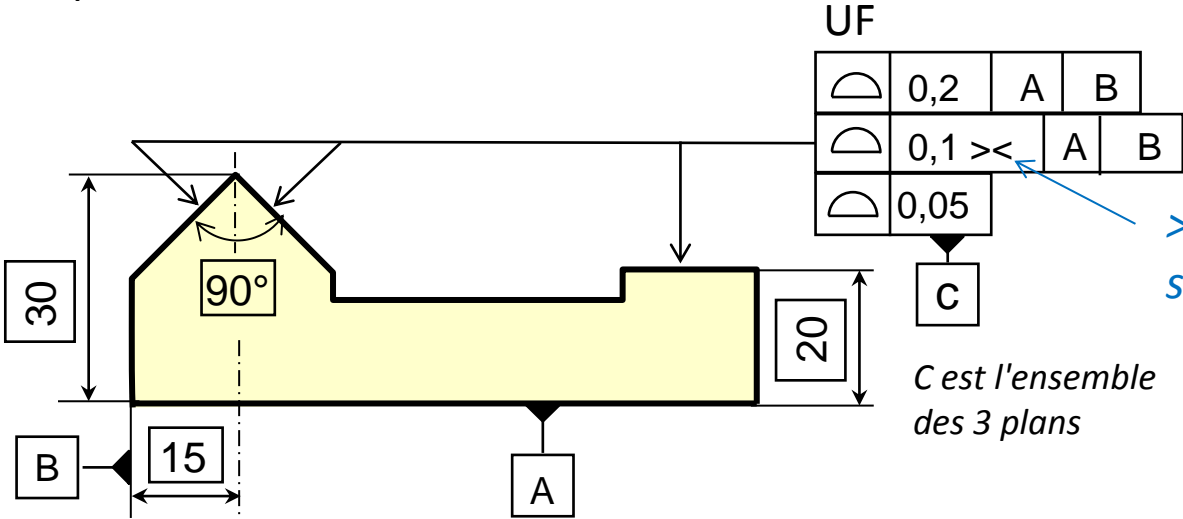 UF
0,2 A B
0,1 >< A B
0,05
>
s
C
30
90°
20
C est l'ensemble
des 3 plans
B
15
A